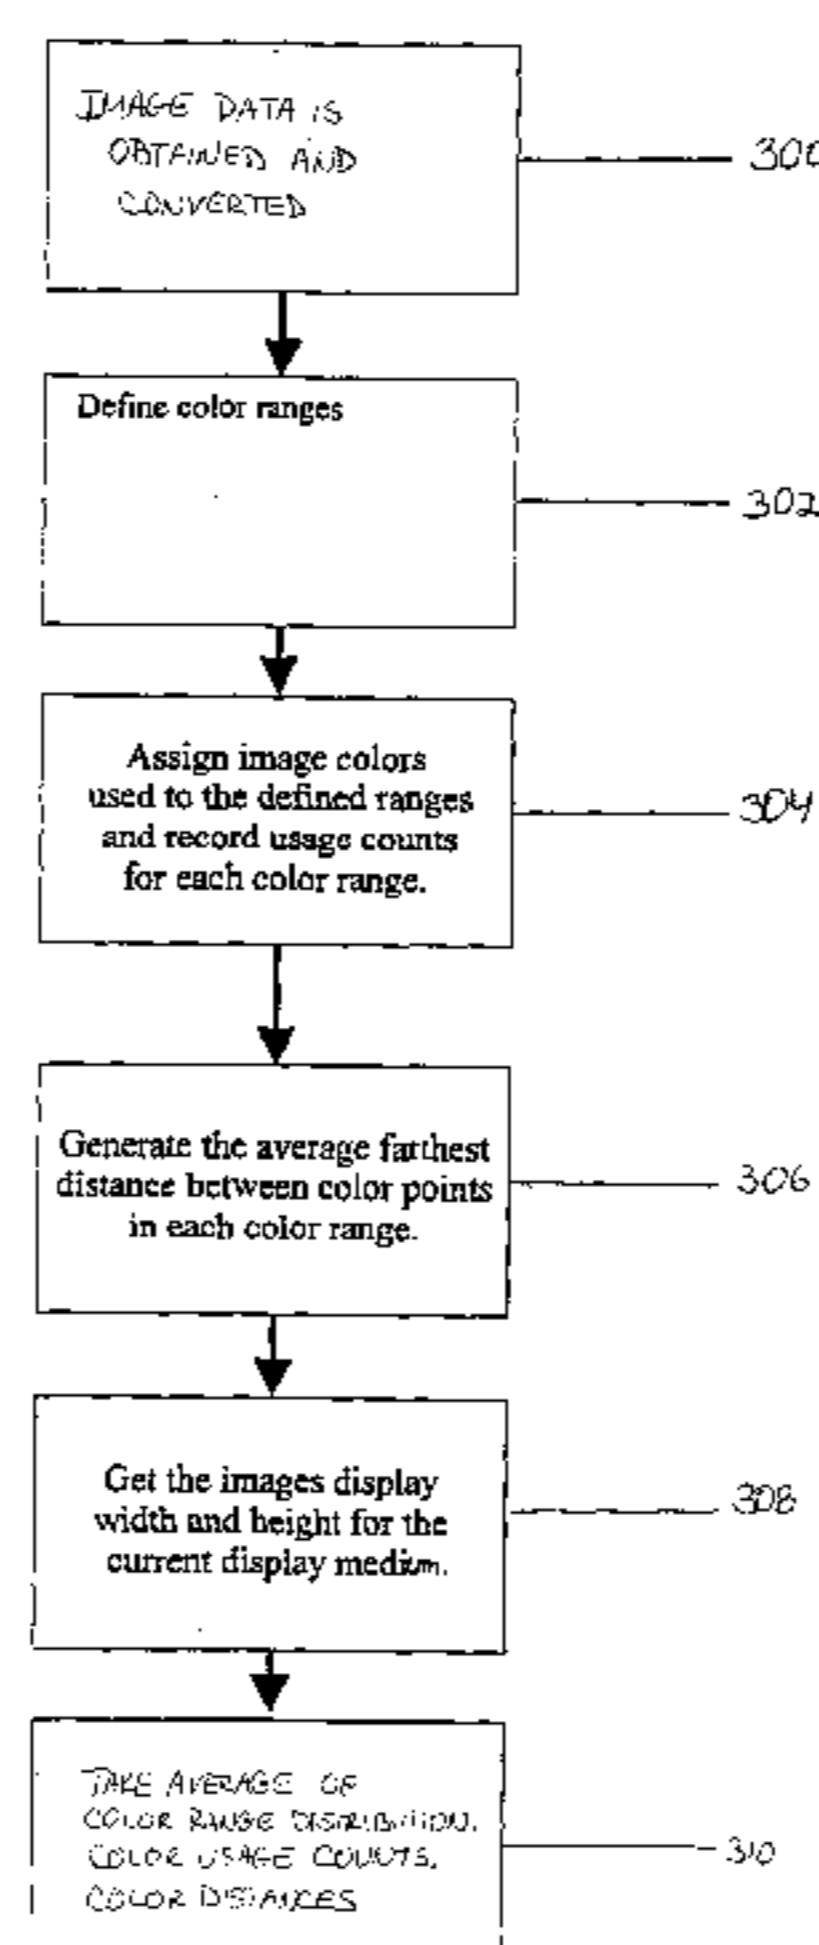 IMAGE DATA IS
OBTAINED AND
CONVERTED
300
Define color ranges
302
Assign image colors
used to the defined ranges
and record usage counts
for each color range.
304
Generate the average farthest
distance between color points
in each color range.
306
Get the images display
width and height for the
current display medium.
308
TAKE AVERAGE OF
COLOR RANGE DISTRIBUTION,
COLOR USAGE COUNTS,
COLOR DISTANCES
310